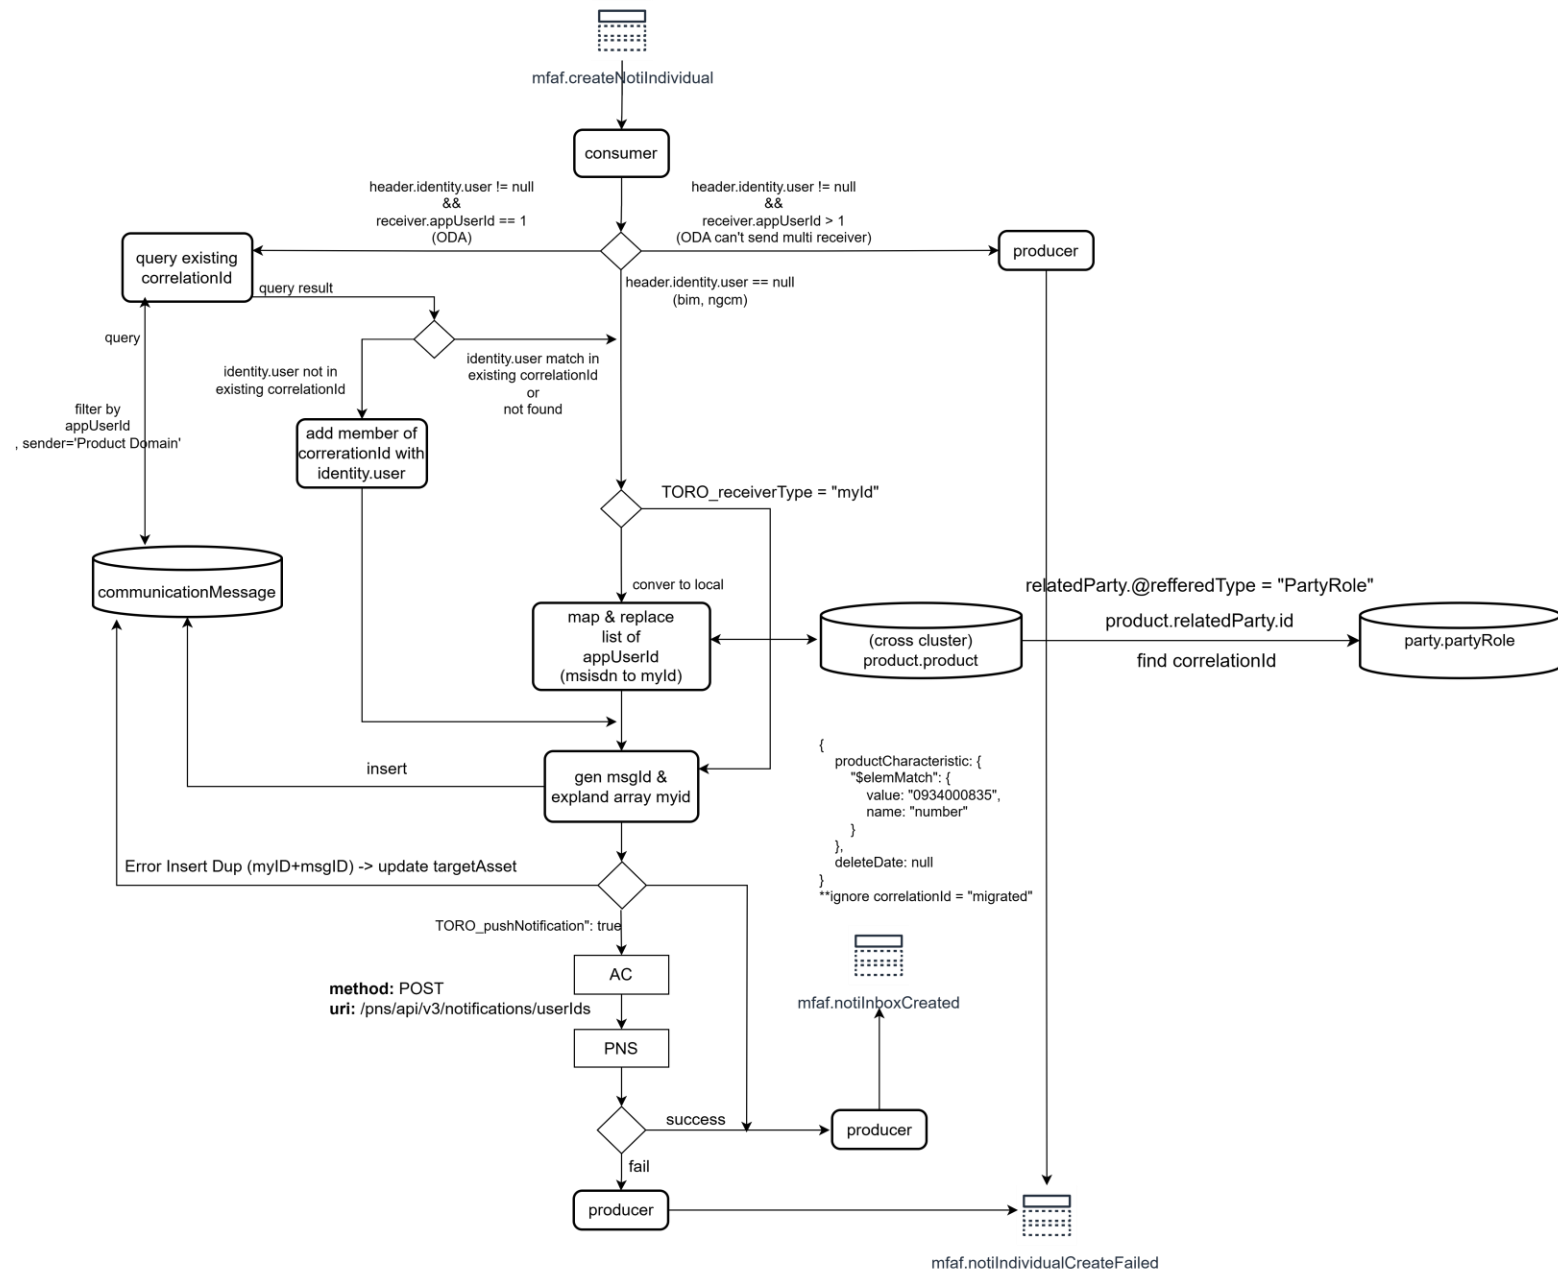 mfaf.createNotiIndividual
consumer
header.identity.user != null
&&
receiver.appUserId == 1
(ODA)
header.identity.user != null
&&
receiver.appUserId > 1
(ODA can't send multi receiver)
query existing
correlationId
producer
header.identity.user == null
(bim, ngcm)
query result
query
identity.user not in
existing correlationId
identity.user match in
existing correlationId
or
not found
filter by
appUserId
, sender='Product Domain'
add member of
correrationId with
identity.user
TORO_receiverType = "myId"
communicationMessage
conver to local
map & replace
list of
appUserId
(msisdn to myId)
(cross cluster)
product.product
relatedParty.@refferedType = "PartyRole"
product.relatedParty.id
find correlationId
party.partyRole
insert
gen msgId &
expland array myid
{
productCharacteristic: {
"$elemMatch": {
value: "0934000835",
name: "number"
}
},
deleteDate: null
}
**ignore correlationId = "migrated"
Error Insert Dup (myID+msgID) -> update targetAsset
TORO_pushNotification": true
AC
method: POST
uri: /pns/api/v3/notifications/userIds
PNS
mfaf.notiInboxCreated
success
producer
fail
producer
mfaf.notiIndividualCreateFailed